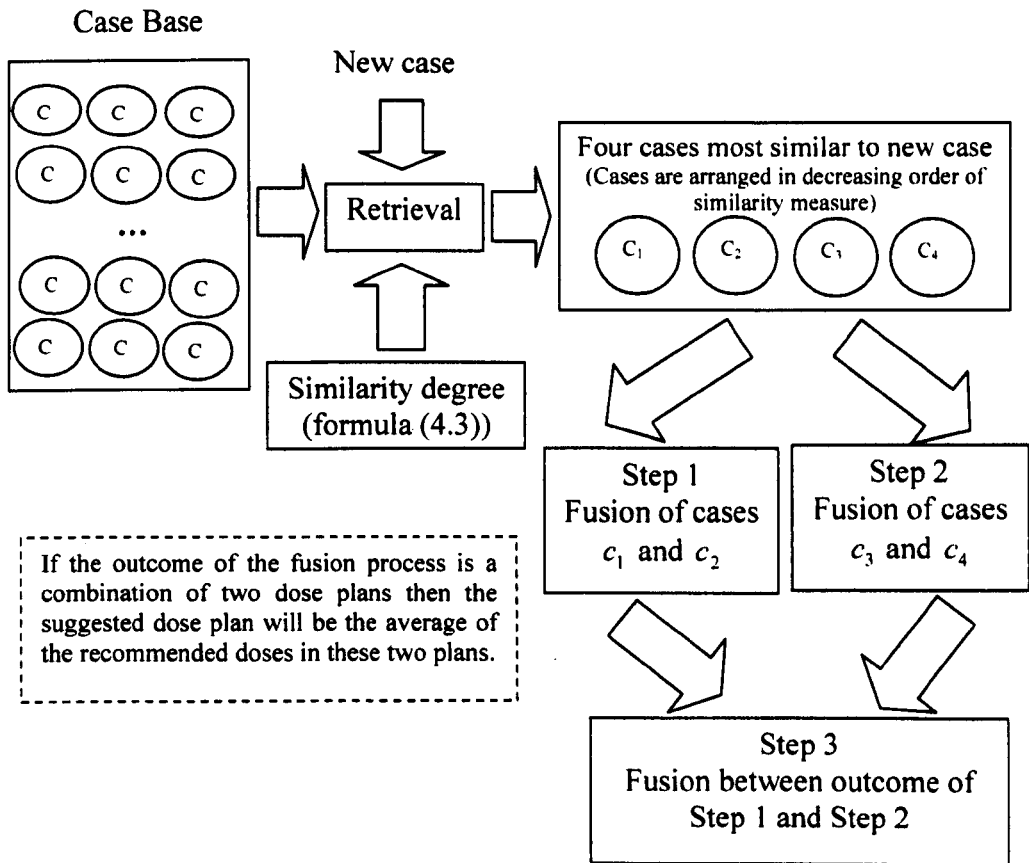 Case Base
New case
C C C
C C C
...
C C C
C C C
Retrieval
Similarity degree
(formula (4.3))
Four cases most similar to new case
(Cases are arranged in decreasing order of
similarity measure)
C₁ C₂ C₃ C₄
Step 1
Fusion of cases
c₁ and c₂
Step 2
Fusion of cases
c₃ and c₄
If the outcome of the fusion process is a
combination of two dose plans then the
suggested dose plan will be the average of
the recommended doses in these two plans.
Step 3
Fusion between outcome of
Step 1 and Step 2